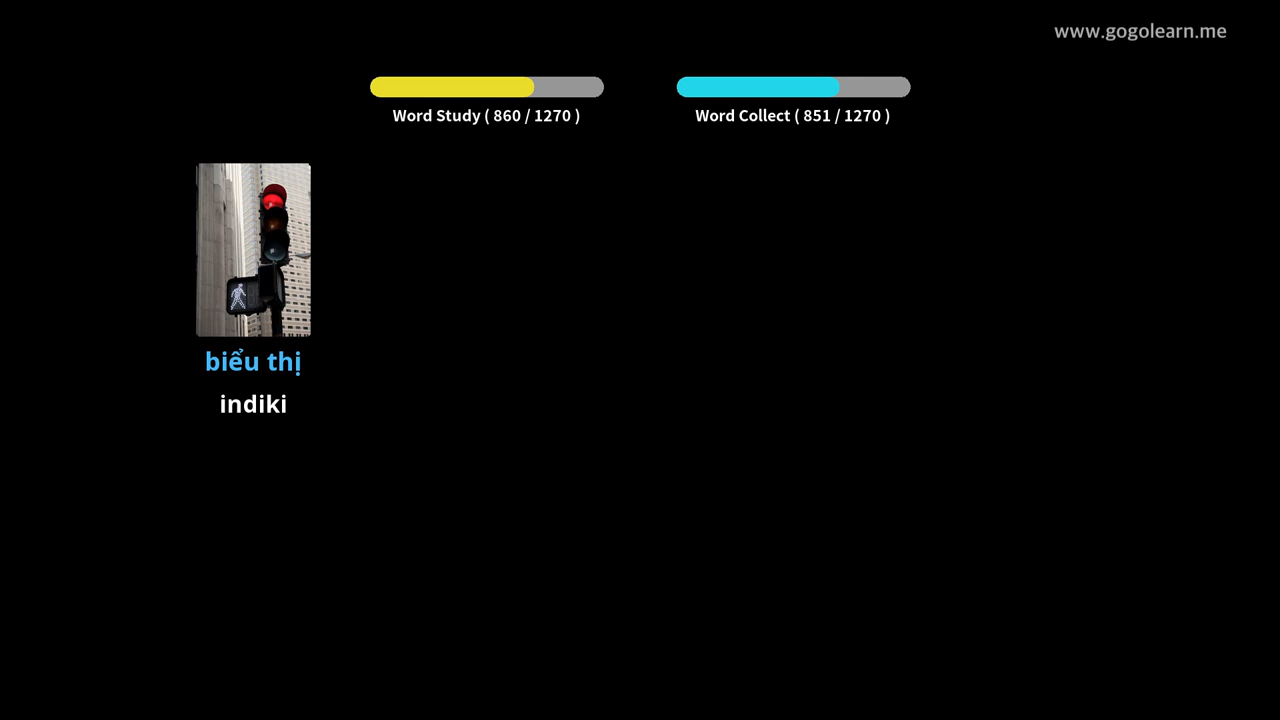 www.gogolearn.me
Word Study ( 860 / 1270 )
Word Collect ( 851 / 1270 )
biểu thị
indiki